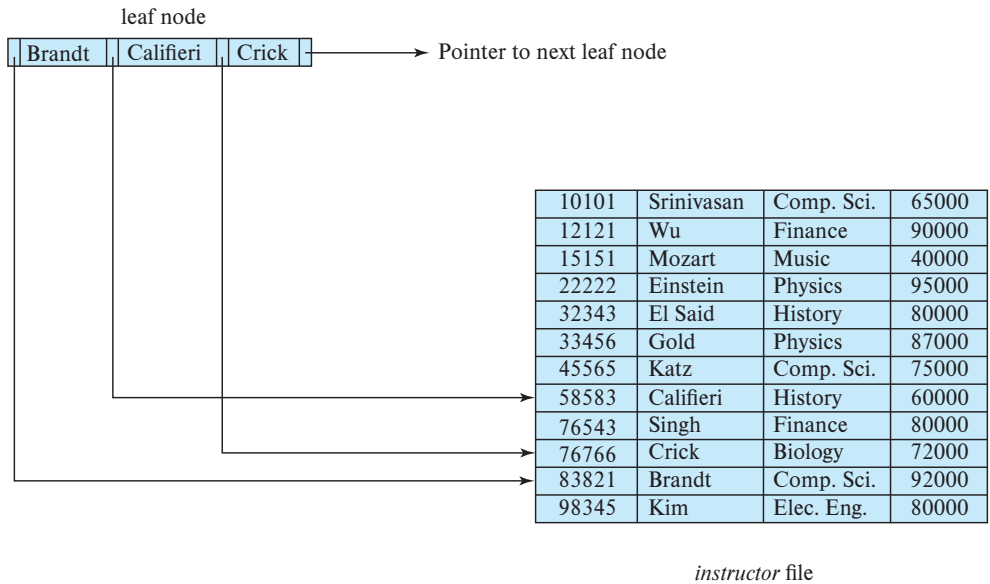 leaf node
Brandt Califieri Crick
Pointer to next leaf node
10101 Srinivasan Comp. Sci. 65000
12121 Wu Finance 90000
15151 Mozart Music 40000
22222 Einstein Physics 95000
32343 El Said History 80000
33456 Gold Physics 87000
45565 Katz Comp. Sci. 75000
58583 Califieri History 60000
76543 Singh Finance 80000
76766 Crick Biology 72000
83821 Brandt Comp. Sci. 92000
98345 Kim Elec. Eng. 80000
instructor file